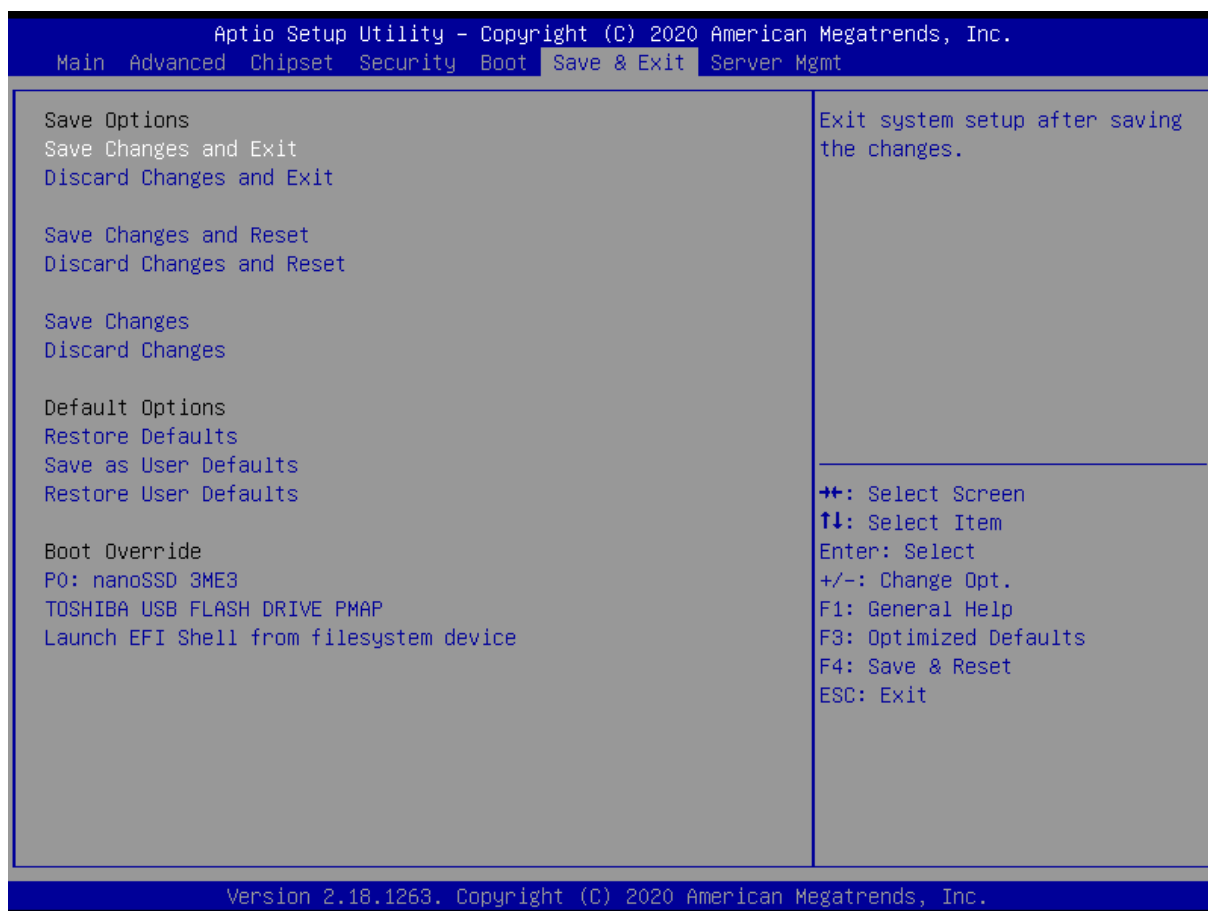 Aptio Setup Utility – Copyright (C) 2020 American Megatrends, Inc.
Main Advanced Chipset Security Boot Save & Exit Server Mgmt
Save Options
Save Changes and Exit
Discard Changes and Exit
Save Changes and Reset
Discard Changes and Reset
Save Changes
Discard Changes
Default Options
Restore Defaults
Save as User Defaults
Restore User Defaults
Boot Override
P0: nanoSSD 3ME3
TOSHIBA USB FLASH DRIVE PMAP
Launch EFI Shell from filesystem device
Exit system setup after saving
the changes.
→←: Select Screen
↑↓: Select Item
Enter: Select
+/-: Change Opt.
F1: General Help
F3: Optimized Defaults
F4: Save & Reset
ESC: Exit
Version 2.18.1263. Copyright (C) 2020 American Megatrends, Inc.